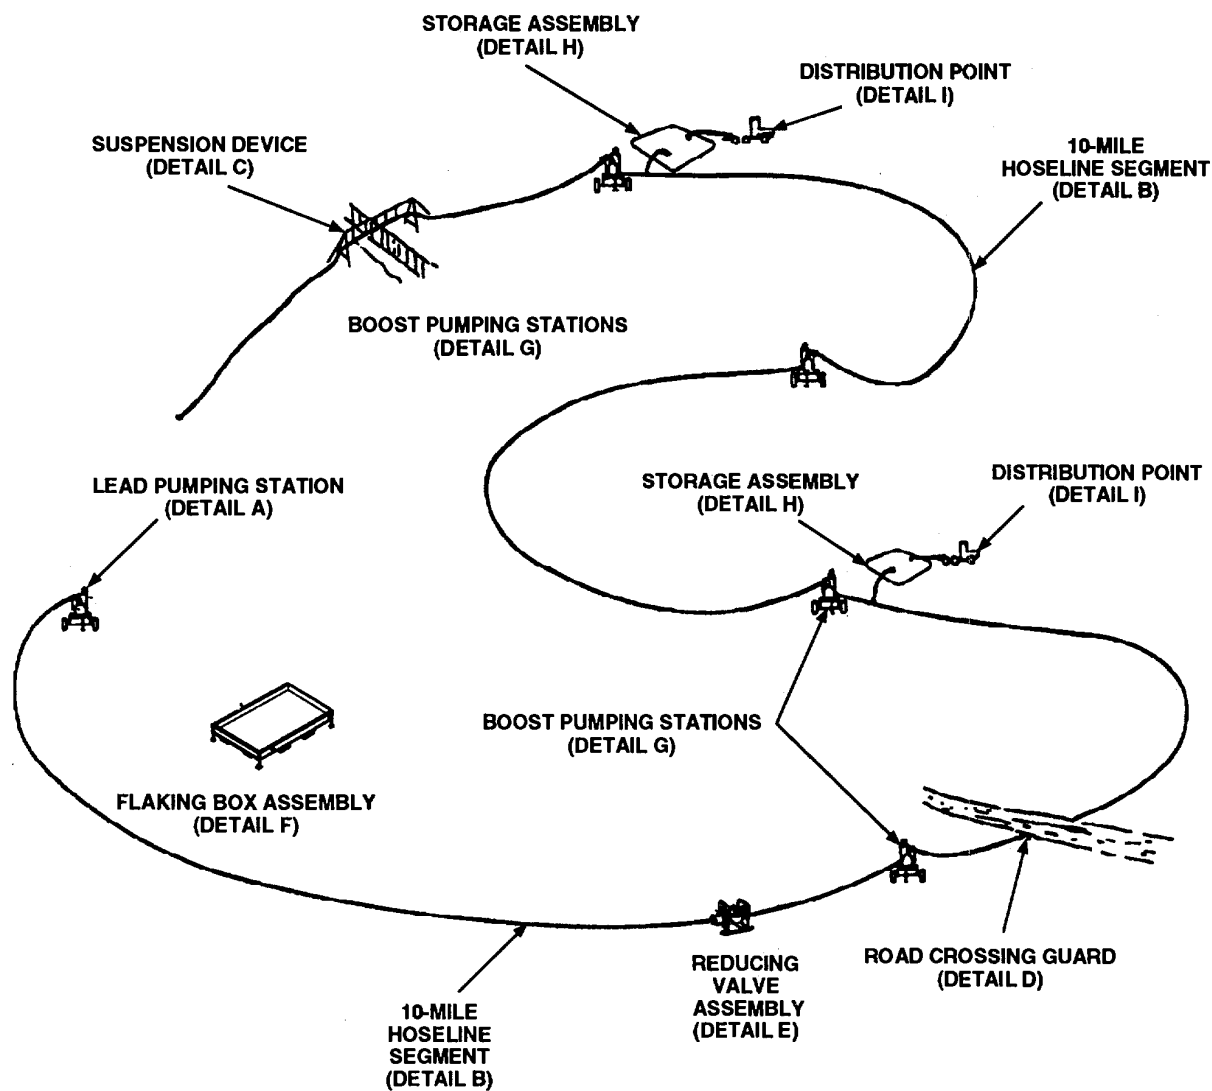 STORAGE ASSEMBLY
(DETAIL H)
DISTRIBUTION POINT
(DETAIL I)
SUSPENSION DEVICE
(DETAIL C)
10-MILE
HOSELINE SEGMENT
(DETAIL B)
BOOST PUMPING STATIONS
(DETAIL G)
LEAD PUMPING STATION
(DETAIL A)
STORAGE ASSEMBLY
(DETAIL H)
DISTRIBUTION POINT
(DETAIL I)
BOOST PUMPING STATIONS
(DETAIL G)
FLAKING BOX ASSEMBLY
(DETAIL F)
REDUCING
VALVE
ASSEMBLY
(DETAIL E)
ROAD CROSSING GUARD
(DETAIL D)
10-MILE
HOSELINE
SEGMENT
(DETAIL B)